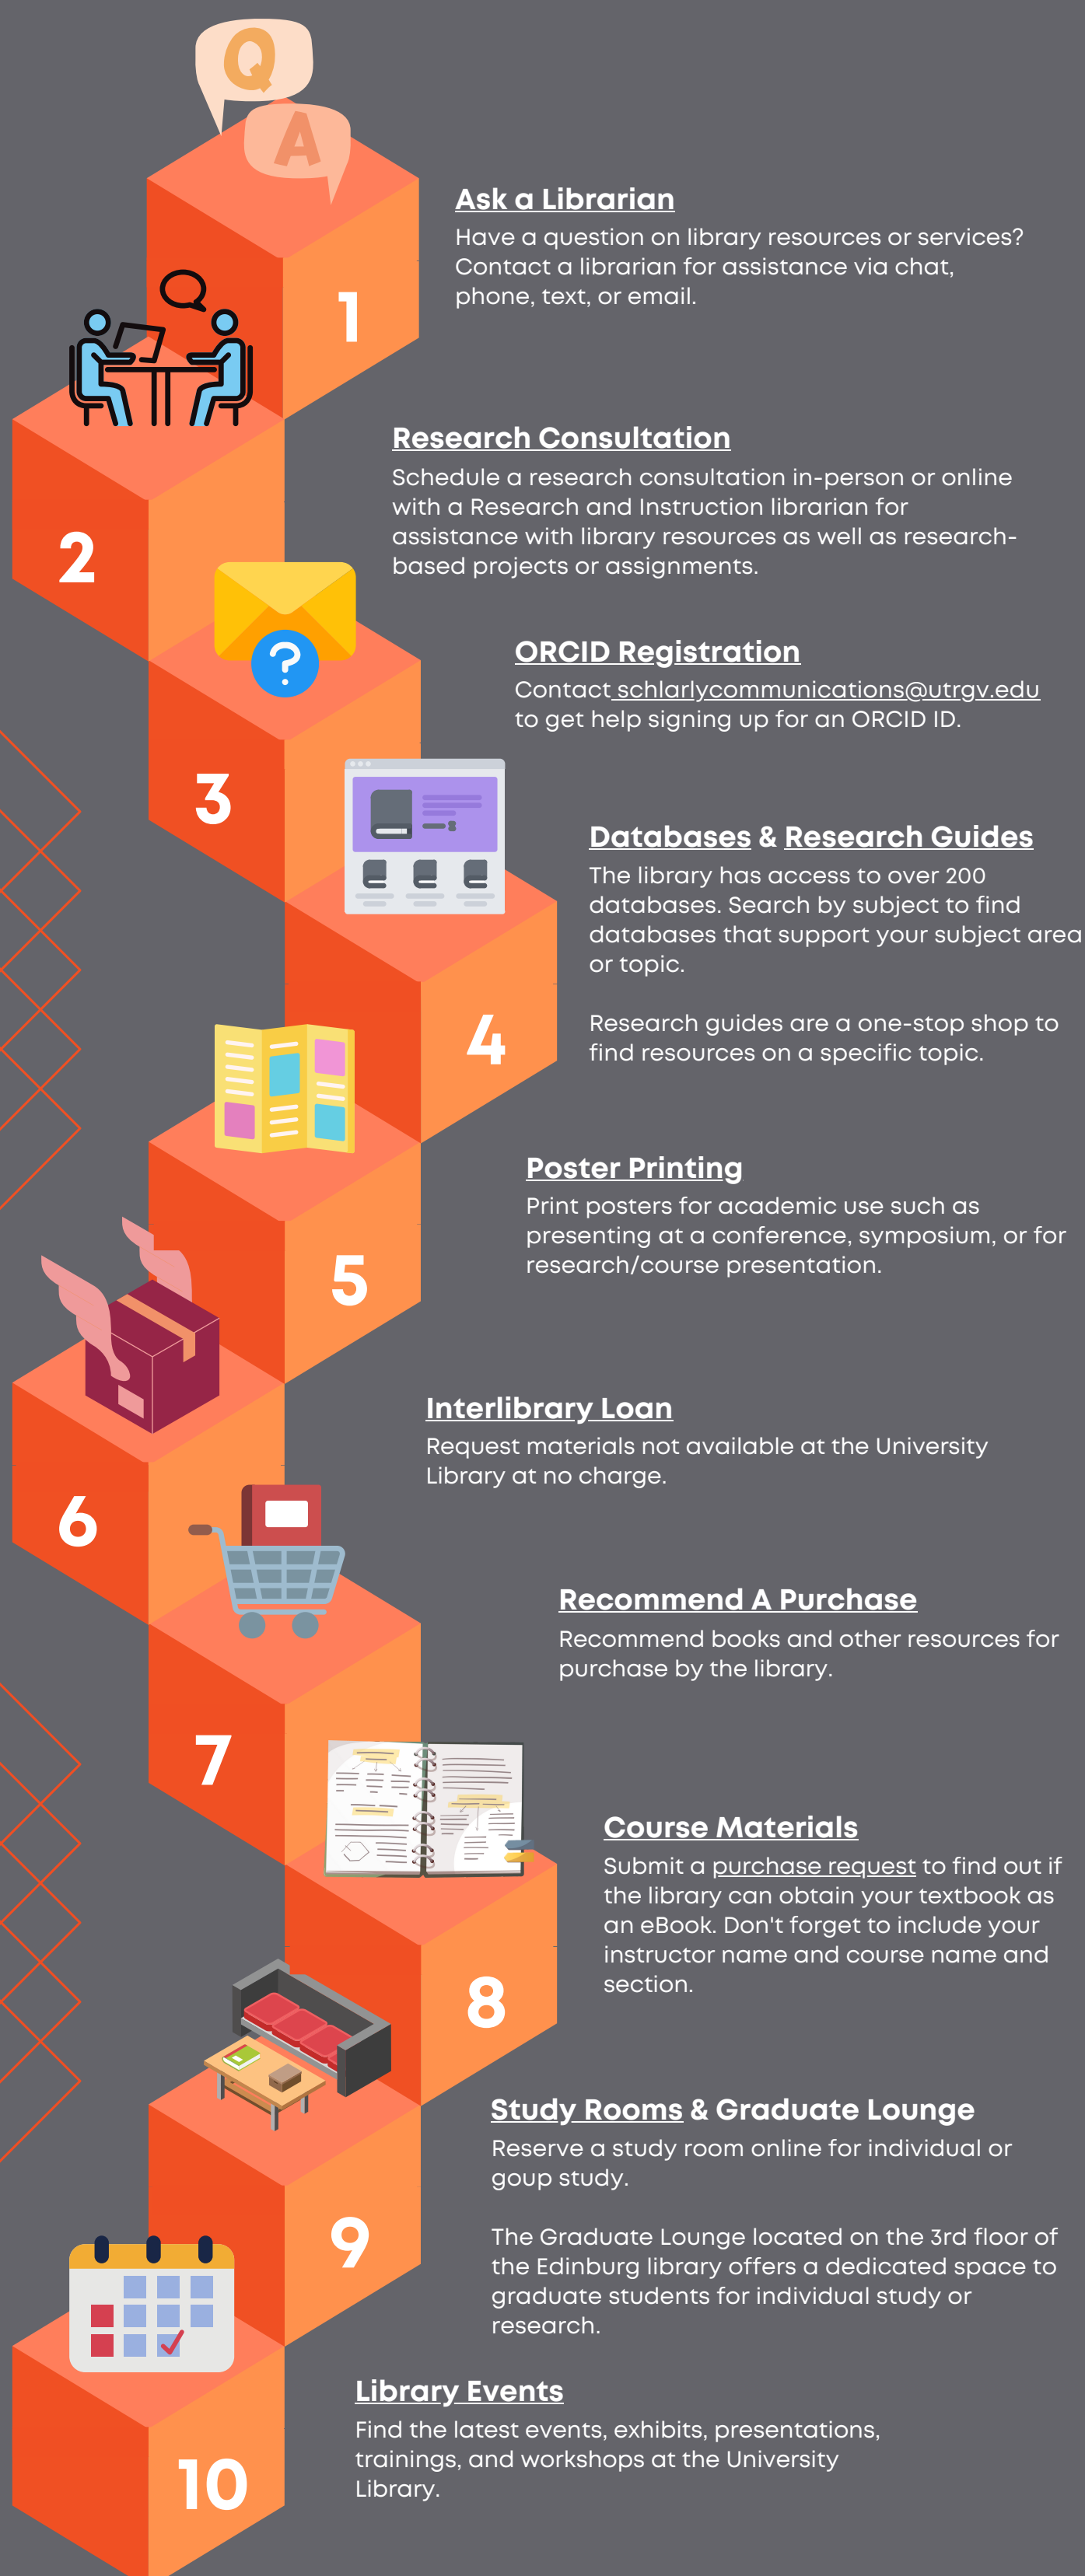 Q
A
Ask a Librarian
Have a question on library resources or services?
Contact a librarian for assistance via chat,
phone, text, or email.
1
Research Consultation
Schedule a research consultation in-person or online
with a Research and Instruction librarian for
assistance with library resources as well as research-
based projects or assignments.
2
?
ORCID Registration
Contact schlarlycommunications@utrgv.edu
to get help signing up for an ORCID ID.
3
Databases & Research Guides
The library has access to over 200
databases. Search by subject to find
databases that support your subject area
or topic.
Research guides are a one-stop shop to
find resources on a specific topic.
4
Poster Printing
Print posters for academic use such as
presenting at a conference, symposium, or for
research/course presentation.
5
Interlibrary Loan
Request materials not available at the University
Library at no charge.
6
Recommend A Purchase
Recommend books and other resources for
purchase by the library.
7
Course Materials
Submit a purchase request to find out if
the library can obtain your textbook as
an eBook. Don't forget to include your
instructor name and course name and
section.
8
Study Rooms & Graduate Lounge
Reserve a study room online for individual or
goup study.
The Graduate Lounge located on the 3rd floor of
the Edinburg library offers a dedicated space to
graduate students for individual study or
research.
9
Library Events
Find the latest events, exhibits, presentations,
trainings, and workshops at the University
Library.
10